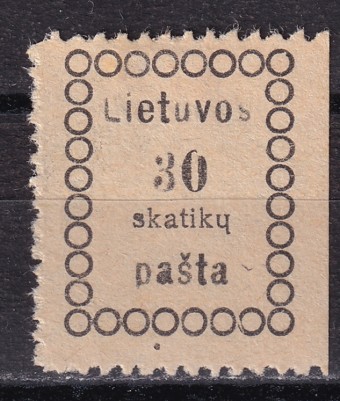 Lietuvos
30
skatikų
pašta